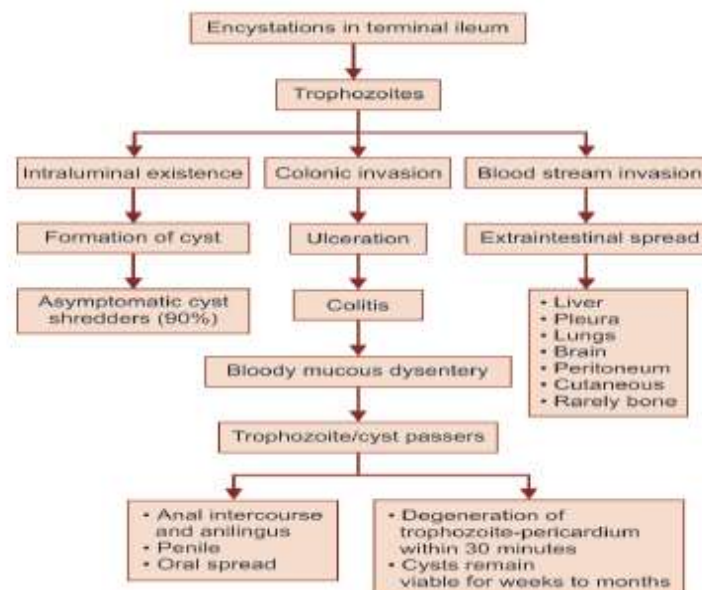 Encystations in terminal ileum
Trophozoites
Intraluminal existence
Colonic invasion
Blood stream invasion
Formation of cyst
Ulceration
Extraintestinal spread
Asymptomatic cyst
shredders (90%)
Colitis
• Liver
• Pleura
• Lungs
• Brain
• Peritoneum
• Cutaneous
• Rarely bone
Bloody mucous dysentery
Trophozoite/cyst passers
• Anal intercourse
and anilingus
• Penile
• Oral spread
• Degeneration of
trophozoite-pericardium
within 30 minutes
• Cysts remain
viable for weeks to months